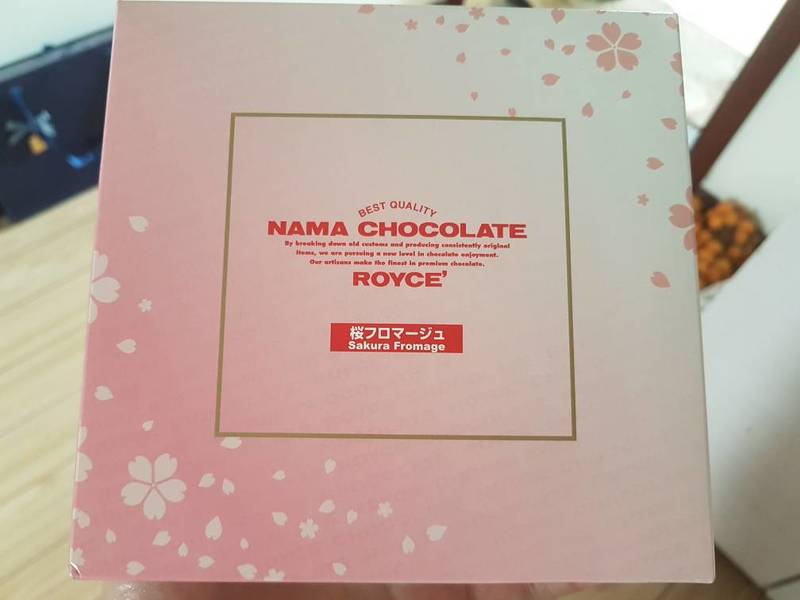 BEST QUALITY
NAMA CHOCOLATE
By breaking down old customs and producing consistently original
items, we are pursuing a new level in chocolate enjoyment.
Our artisans make the finest in premium chocolate.
ROYCE'
桜フロマージュ
Sakura Fromage